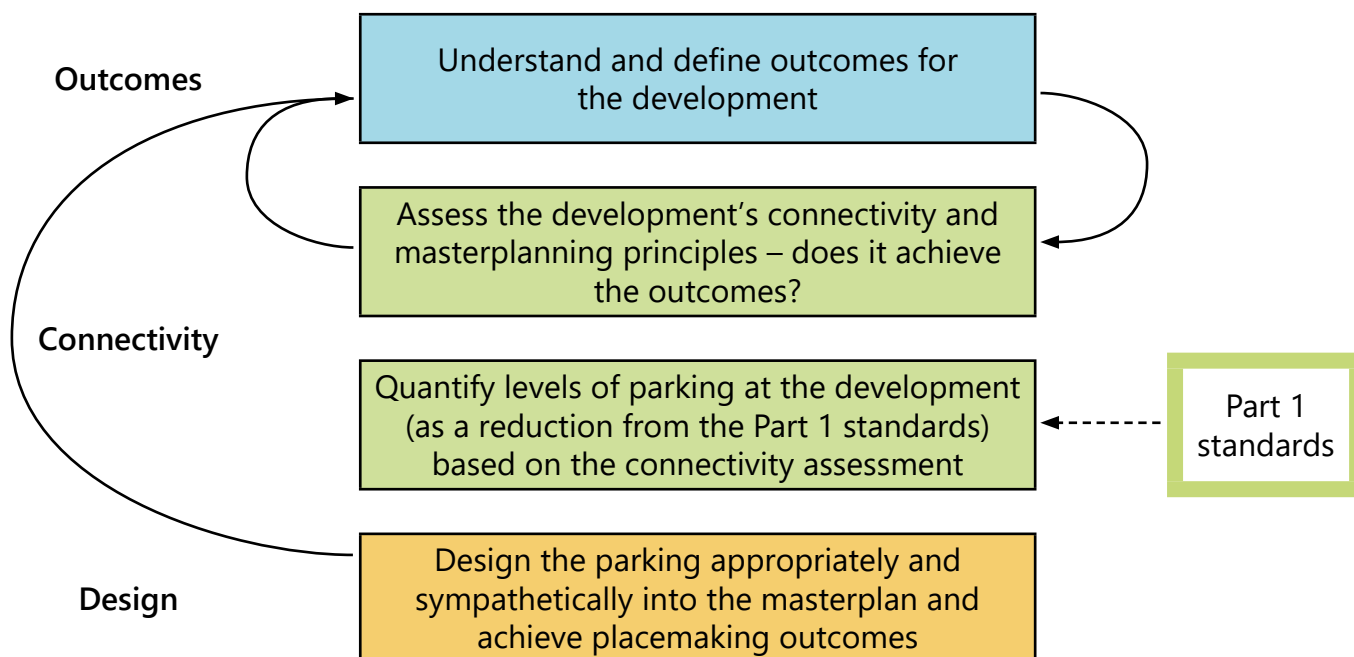 Outcomes
Understand and define outcomes for
the development
Assess the development’s connectivity and
masterplanning principles – does it achieve
the outcomes?
Connectivity
Quantify levels of parking at the development
(as a reduction from the Part 1 standards)
based on the connectivity assessment
Part 1
standards
Design
Design the parking appropriately and
sympathetically into the masterplan and
achieve placemaking outcomes